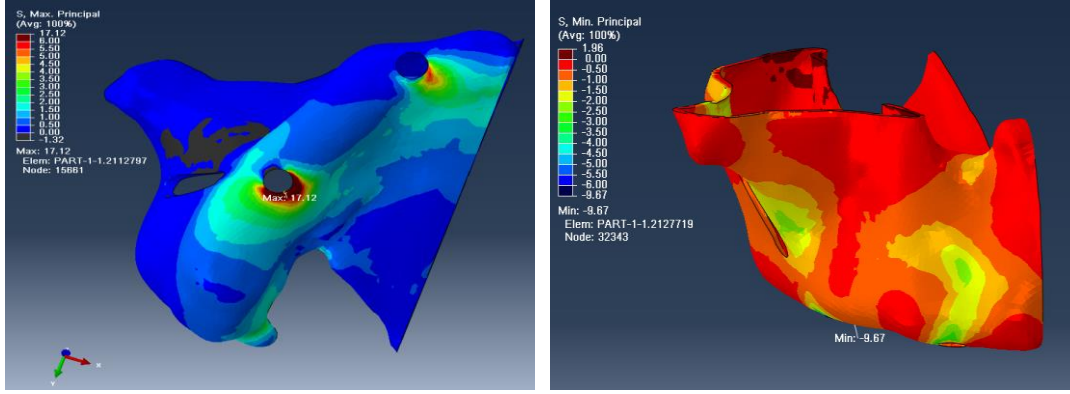 S, Max. Principal
(Avg: 100%)
17.12
6.00
5.50
5.00
4.50
4.00
3.50
3.00
2.50
2.00
1.50
1.00
0.50
0.00
-1.32
Max: 17.12
Elem: PART-1-1.2112797
Node: 15661
Max: 17.12
X
Y
S, Min. Principal
(Avg: 100%)
1.96
0.00
-0.50
-1.00
-1.50
-2.00
-2.50
-3.00
-3.50
-4.00
-4.50
-5.00
-5.50
-6.00
-9.67
Min: -9.67
Elem: PART-1-1.2127719
Node: 32343
Min: -9.67